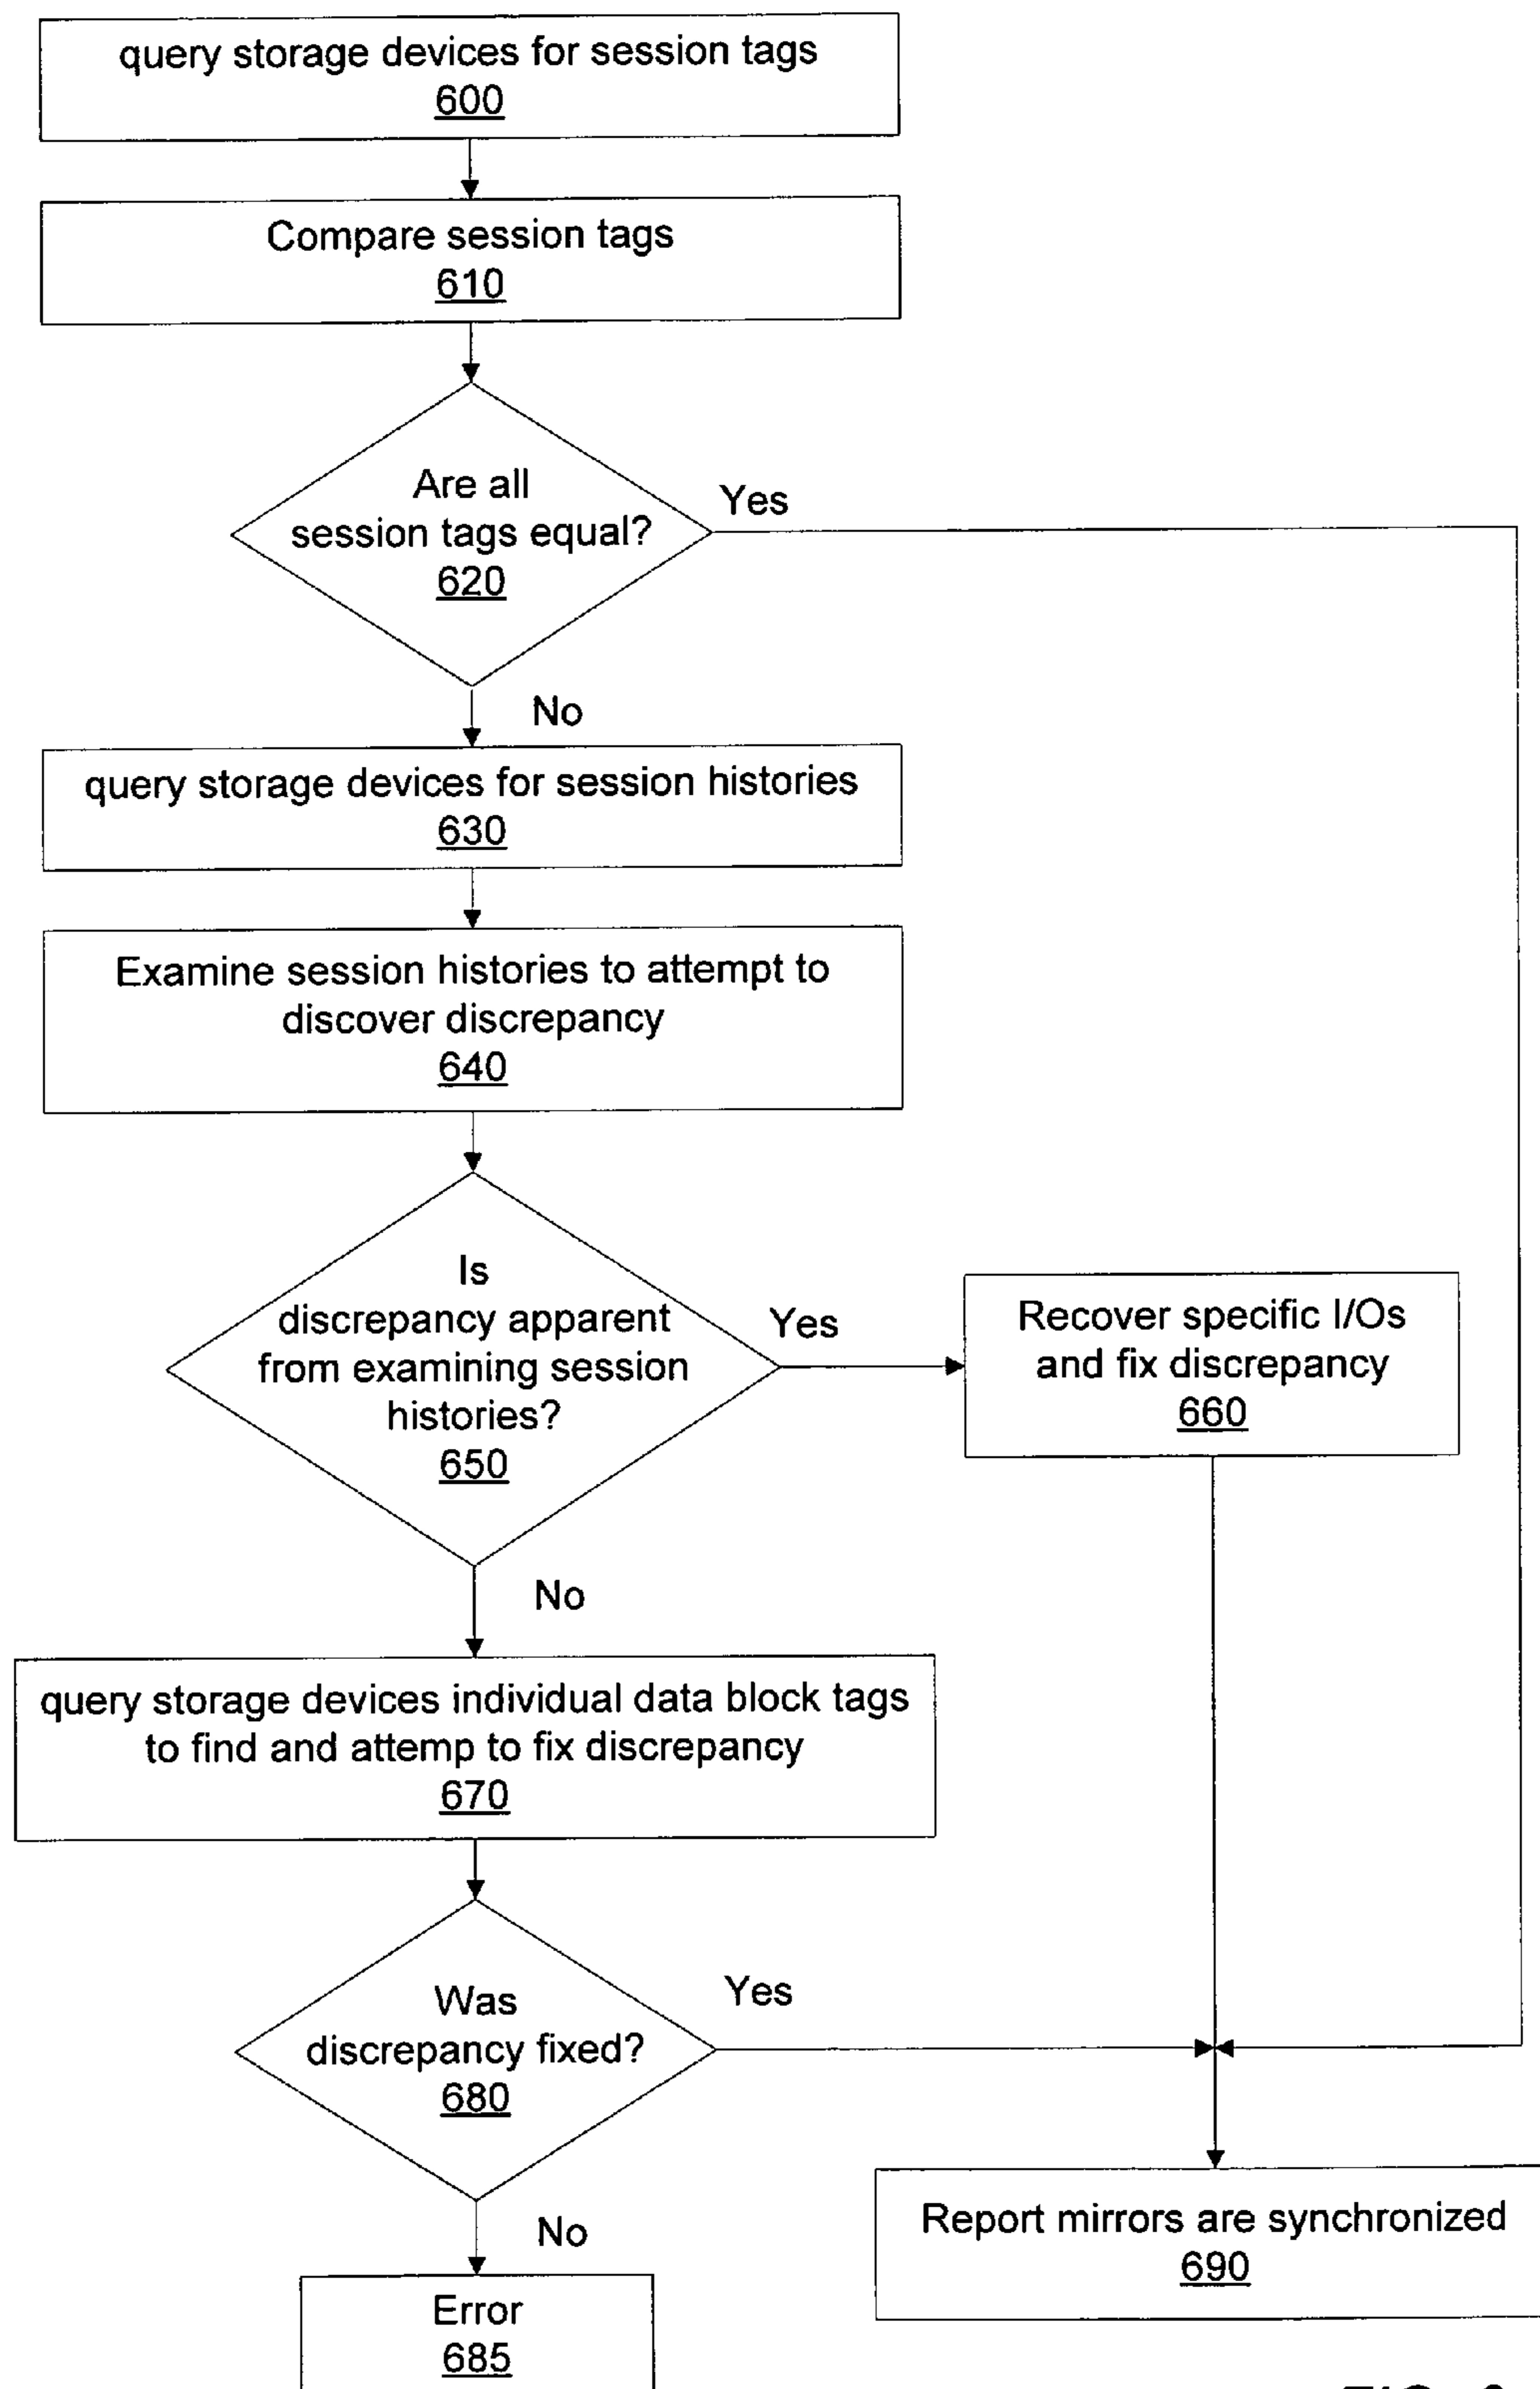 query storage devices for session tags
600
Compare session tags
610
Are all
session tags equal?
620
Yes
No
query storage devices for session histories
630
Examine session histories to attempt to
discover discrepancy
640
Is
discrepancy apparent
from examining session
histories?
650
Yes
Recover specific I/Os
and fix discrepancy
660
No
query storage devices individual data block tags
to find and attemp to fix discrepancy
670
Was
discrepancy fixed?
680
Yes
No
Report mirrors are synchronized
690
Error
685